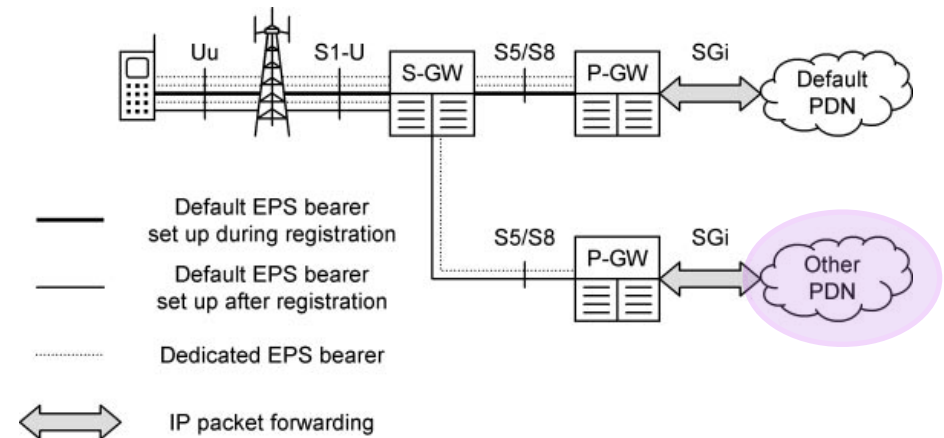 Uu
S1-U
S-GW
S5/S8
P-GW
SGi
Default
PDN
Default EPS bearer
set up during registration
S5/S8
P-GW
SGi
Other
PDN
Default EPS bearer
set up after registration
Dedicated EPS bearer
IP packet forwarding